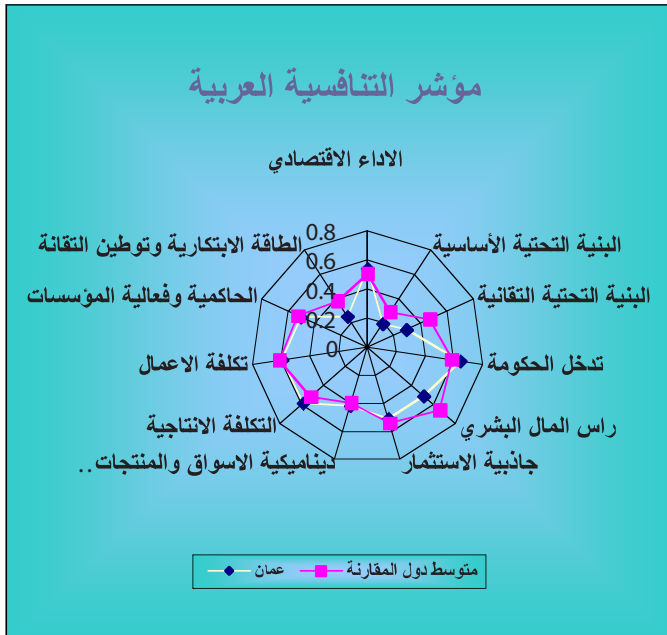 مؤشر التنافسية العربية
الاداء الاقتصادي
البنية التحتية الأساسية
البنية التحتية التقانية
تدخل الحكومة
راس المال البشري
جاذبية الاستثمار
ديناميكية الاسواق والمنتجات..
التكلفة الانتاجية
تكلفة الاعمال
الحاكمية وفعالية المؤسسات
الطاقة الابتكارية وتوطين التقانة
0.8
0.6
0.4
0.2
0
عمان
متوسط دول المقارنة